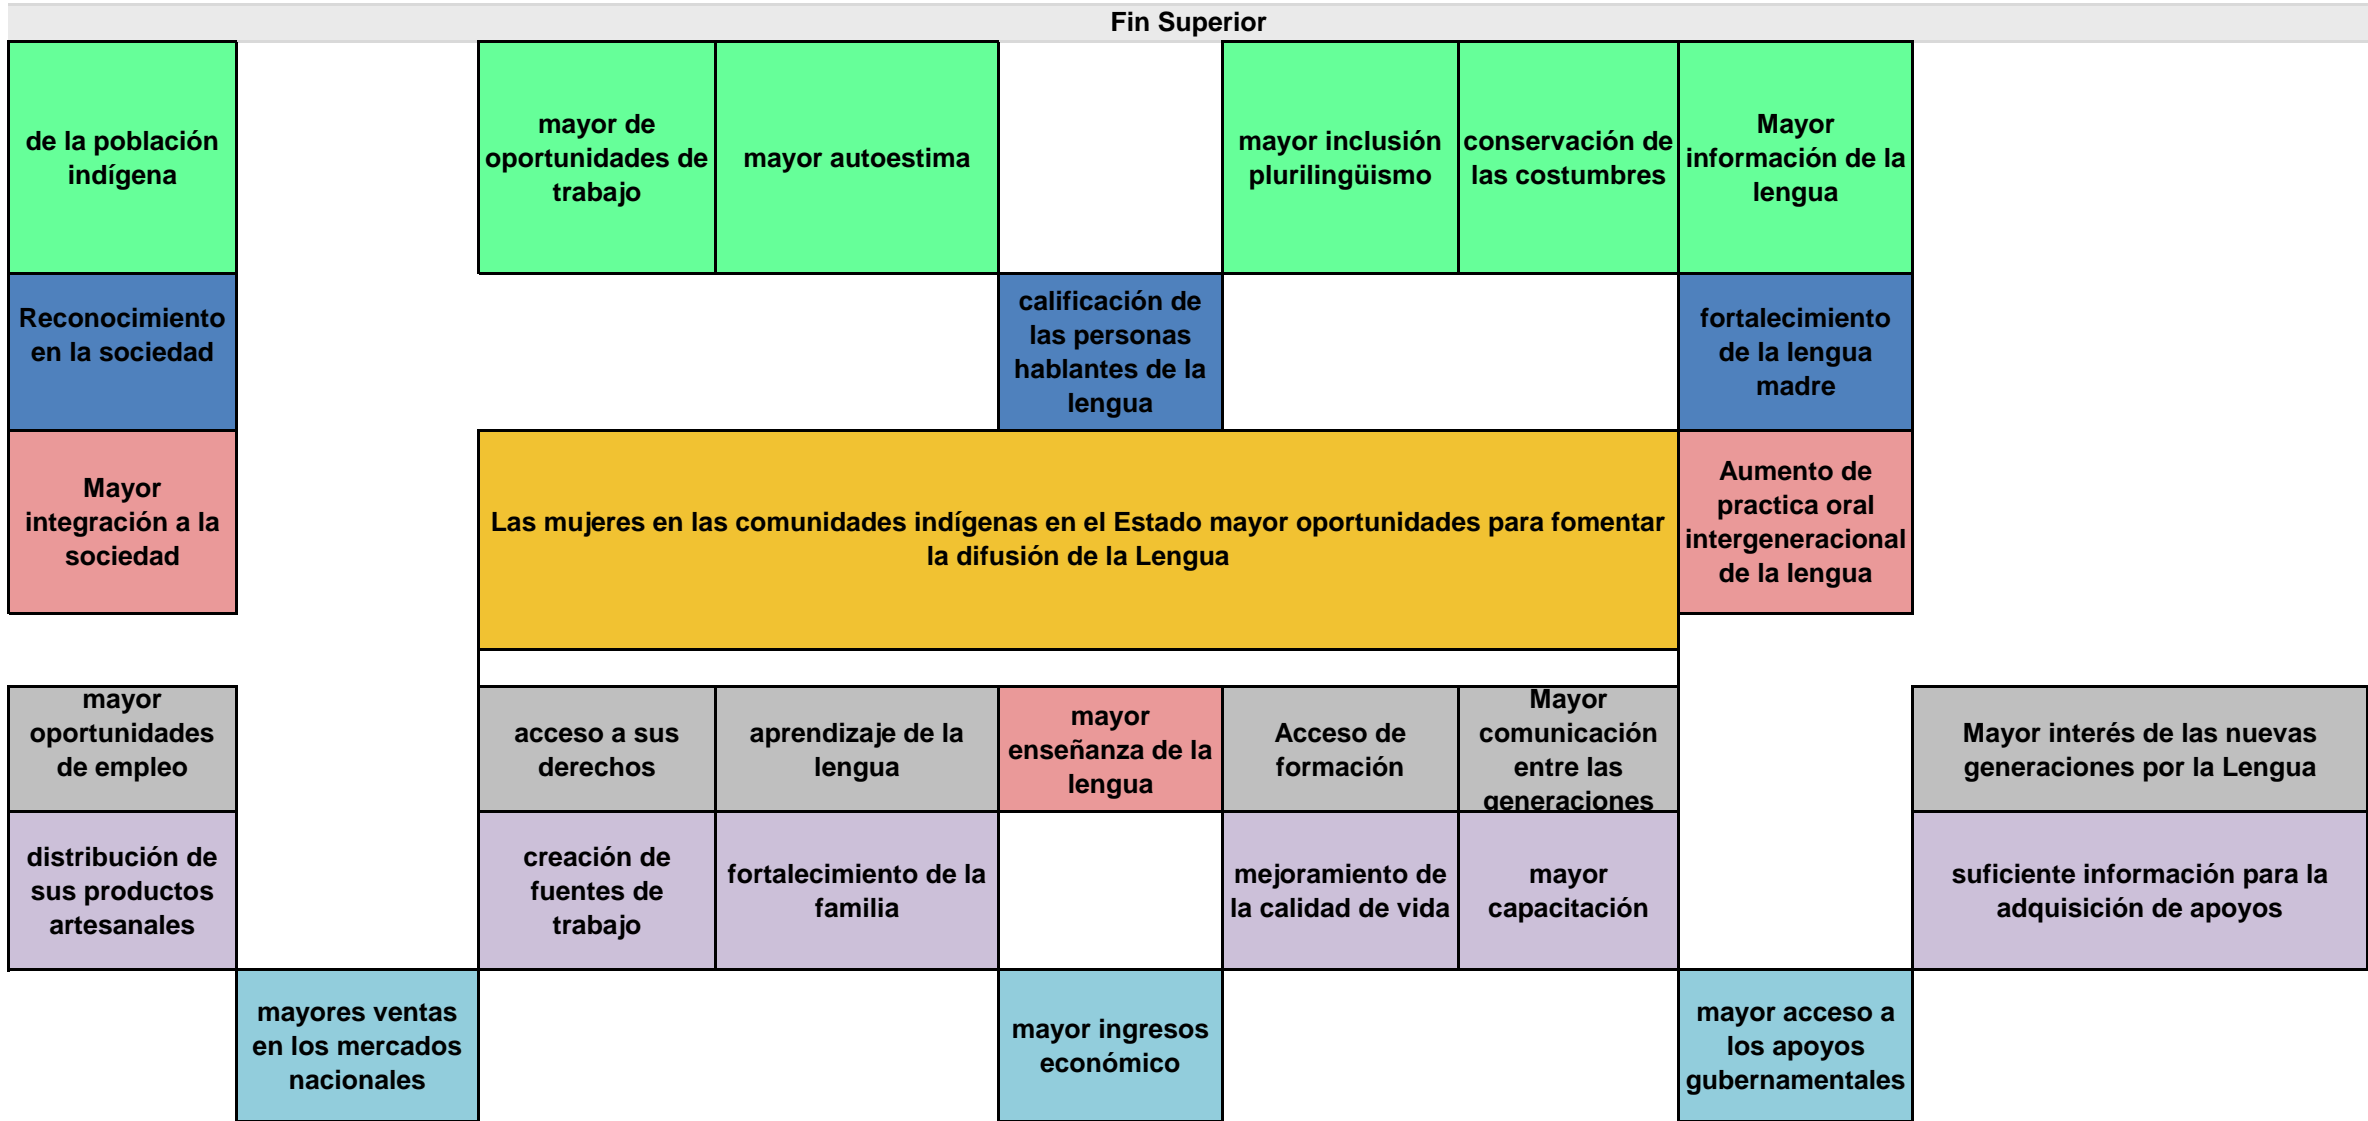 Fin Superior
de la población
indígena
mayor de
oportunidades de
trabajo
mayor autoestima
mayor inclusión
plurilingüismo
conservación de
las costumbres
Mayor
información de la
lengua
Reconocimiento
en la sociedad
calificación de
las personas
hablantes de la
lengua
fortalecimiento
de la lengua
madre
Mayor
integración a la
sociedad
Las mujeres en las comunidades indígenas en el Estado mayor oportunidades para fomentar
la difusión de la Lengua
Aumento de
practica oral
intergeneracional
de la lengua
mayor
oportunidades
de empleo
acceso a sus
derechos
aprendizaje de la
lengua
mayor
enseñanza de la
lengua
Acceso de
formación
Mayor
comunicación
entre las
generaciones
Mayor interés de las nuevas
generaciones por la Lengua
distribución de
sus productos
artesanales
creación de
fuentes de
trabajo
fortalecimiento de la
familia
mejoramiento de
la calidad de vida
mayor
capacitación
suficiente información para la
adquisición de apoyos
mayores ventas
en los mercados
nacionales
mayor ingresos
económico
mayor acceso a
los apoyos
gubernamentales